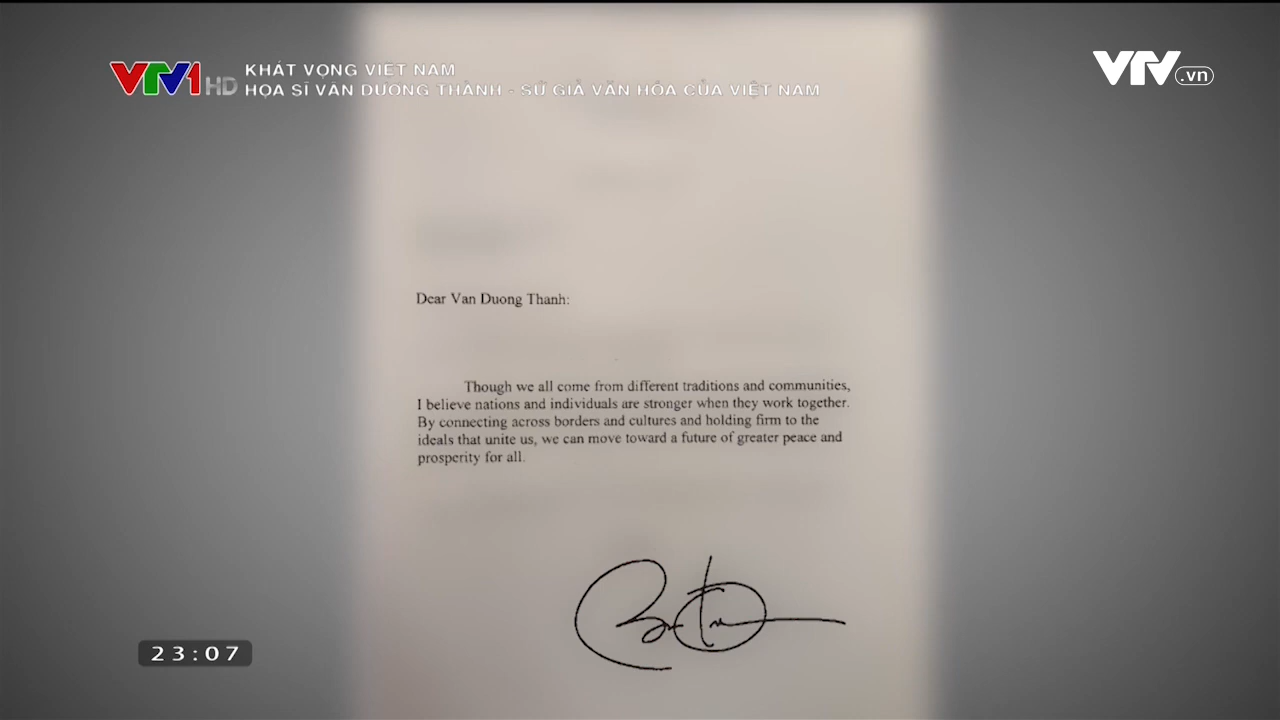 VTV1 HD
KHÁT VỌNG VIỆT NAM
HỌA SĨ VĂN DƯƠNG THÀNH - SỨ GIẢ VĂN HÓA CỦA VIỆT NAM
VTV.vn
Dear Van Duong Thanh:
Though we all come from different traditions and communities,
I believe nations and individuals are stronger when they work together.
By connecting across borders and cultures and holding firm to the
ideals that unite us, we can move toward a future of greater peace and
prosperity for all.
23:07